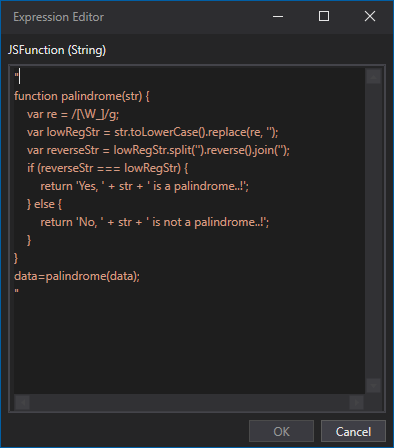 Expression Editor
JSFunction (String)
"
function palindrome(str) {
    var re = /[\W_]/g;
    var lowRegStr = str.toLowerCase().replace(re, '');
    var reverseStr = lowRegStr.split('').reverse().join('');
    if (reverseStr === lowRegStr) {
        return 'Yes, ' + str + ' is a palindrome..!';
    } else {
        return 'No, ' + str + ' is not a palindrome..!';
    }
}
data=palindrome(data);
"
OK Cancel